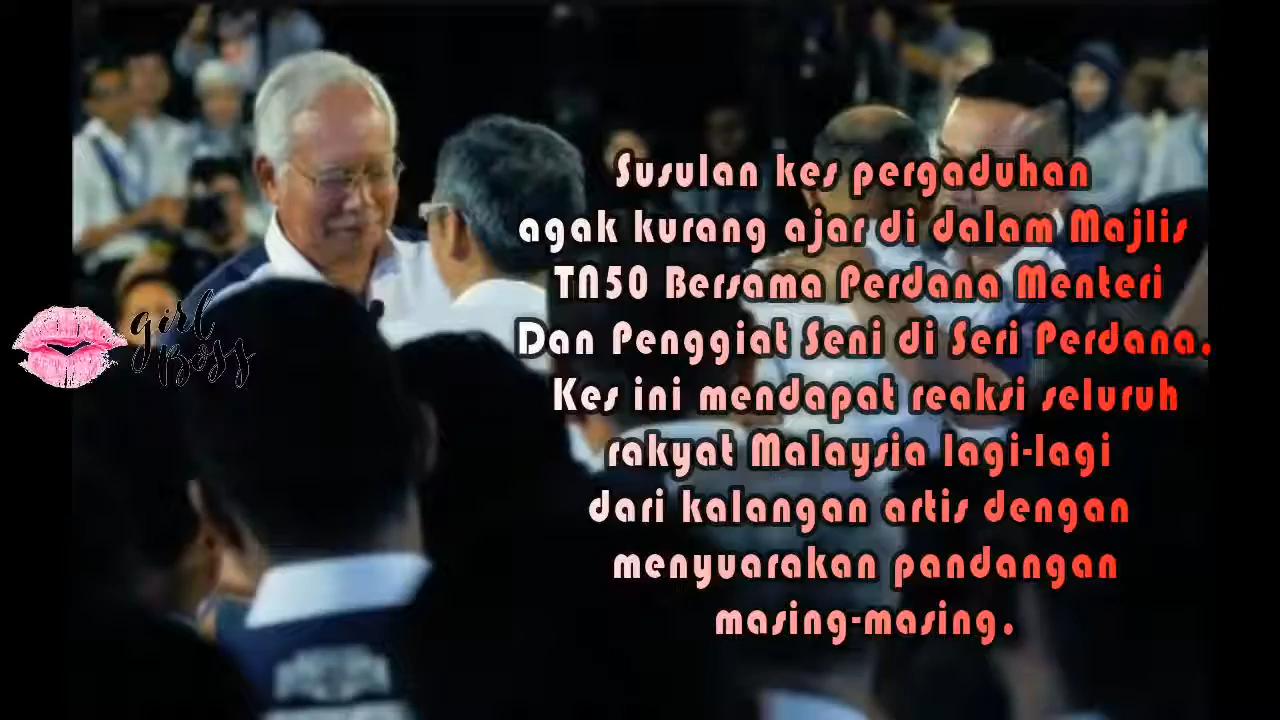 Susulan kes pergaduhan
agak kurang ajar di dalam Majlis
TN50 Bersama Perdana Menteri
Dan Penggiat Seni di Seri Perdana.
Kes ini mendapat reaksi seluruh
rakyat Malaysia lagi-lagi
dari kalangan artis dengan
menyuarakan pandangan
masing-masing.
girl
Boss